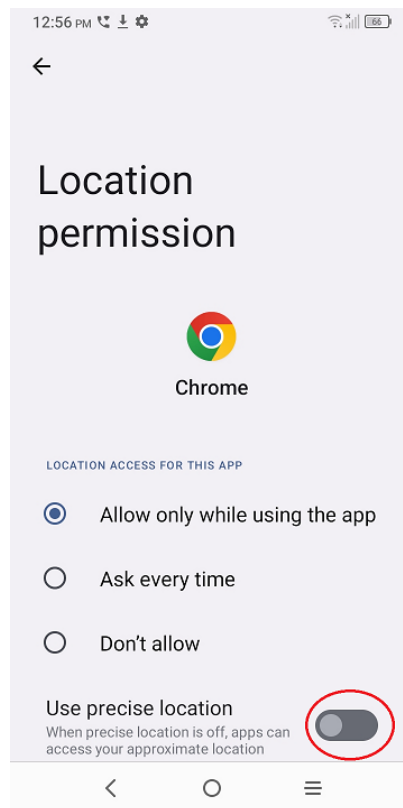 12:56 PM
66
Location
permission
Chrome
LOCATION ACCESS FOR THIS APP
Allow only while using the app
Ask every time
Don't allow
Use precise location
When precise location is off, apps can
access your approximate location